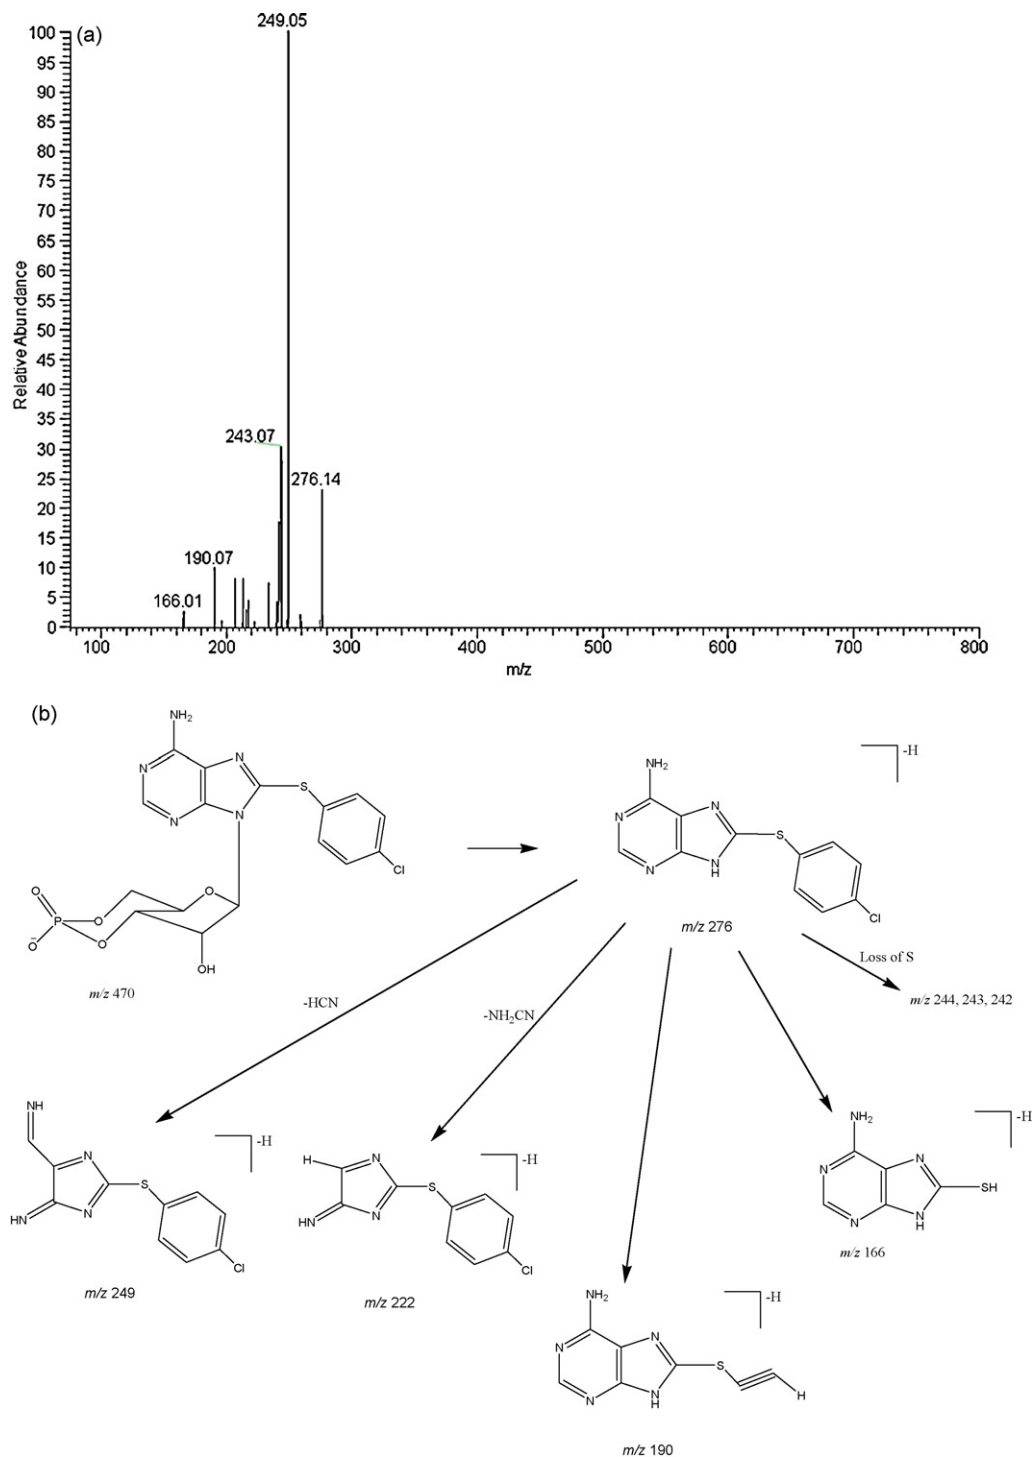 249.05
100 (a)
95
90
85
80
75
70
65
60
55
50
45
40
35
30
25
20
15
10
5
0
Relative Abundance
243.07
276.14
190.07
166.01
100 200 300 400 500 600 700 800
m/z
(b)
NH2
N
N
N
N
S
Cl
O
P
O
O
O
O
OH
m/z 470
NH2
N
N
N
N
H
S
Cl
-H
m/z 276
-HCN
-NH2CN
Loss of S
m/z 244, 243, 242
NH
N
N
HN
S
Cl
-H
m/z 249
H
N
N
HN
S
Cl
-H
m/z 222
NH2
N
N
N
N
H
S
H
-H
m/z 190
NH2
N
N
N
N
H
SH
-H
m/z 166